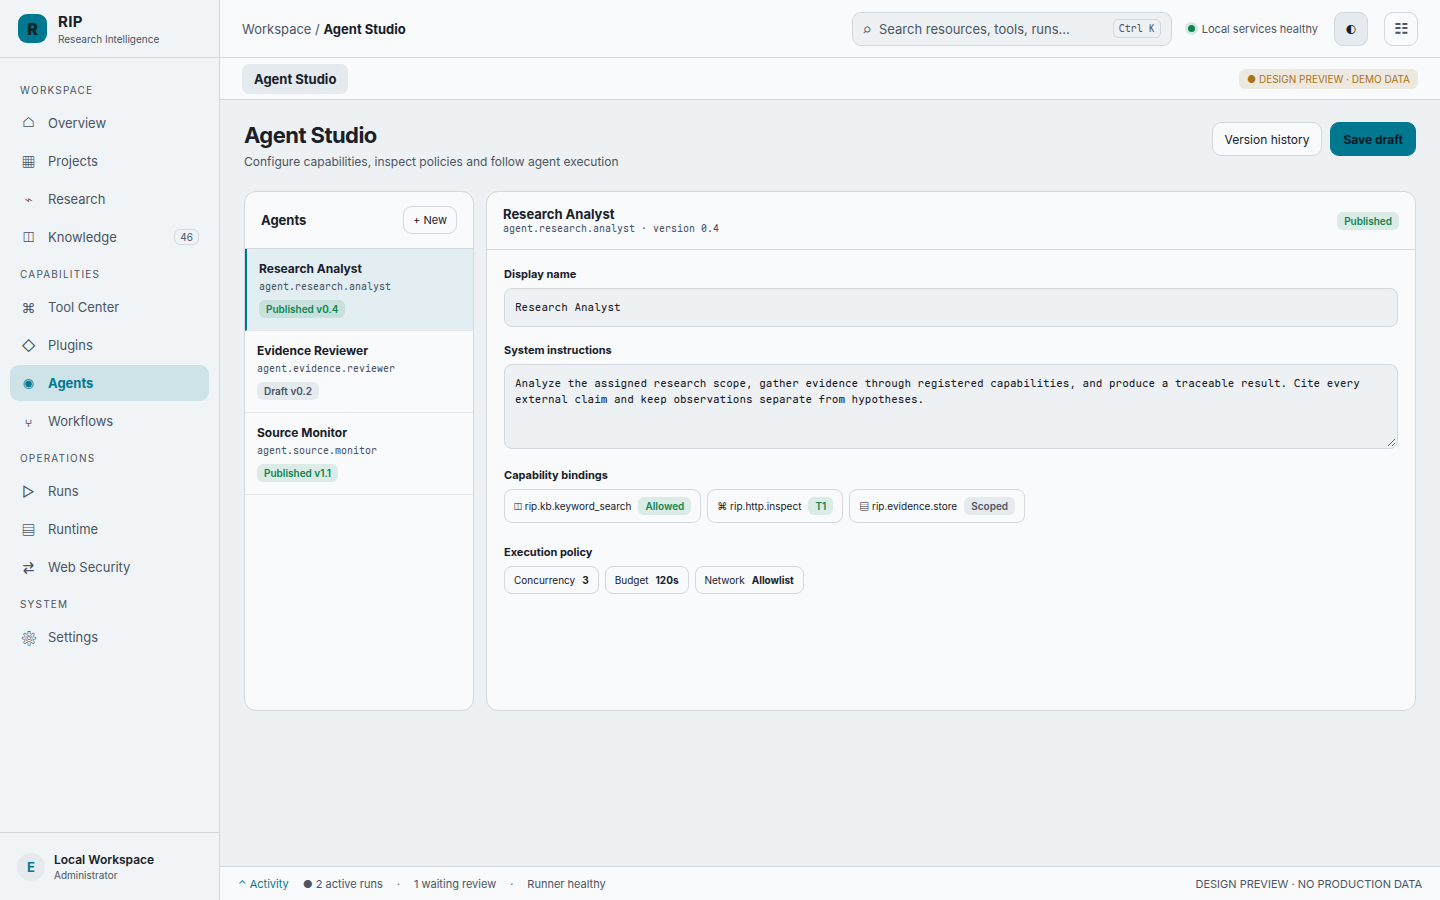 R
RIP
Research Intelligence
WORKSPACE
Overview
Projects
Research
Knowledge 46
CAPABILITIES
Tool Center
Plugins
Agents
Workflows
OPERATIONS
Runs
Runtime
Web Security
SYSTEM
Settings
E
Local Workspace
Administrator
Workspace / Agent Studio
Search resources, tools, runs... Ctrl K
Local services healthy
Agent Studio
DESIGN PREVIEW · DEMO DATA
Agent Studio
Configure capabilities, inspect policies and follow agent execution
Version history
Save draft
Agents
+ New
Research Analyst
agent.research.analyst
Published v0.4
Evidence Reviewer
agent.evidence.reviewer
Draft v0.2
Source Monitor
agent.source.monitor
Published v1.1
Research Analyst
agent.research.analyst · version 0.4
Published
Display name
Research Analyst
System instructions
Analyze the assigned research scope, gather evidence through registered capabilities, and produce a traceable result. Cite every
external claim and keep observations separate from hypotheses.
Capability bindings
rip.kb.keyword_search Allowed
⌘ rip.http.inspect T1
rip.evidence.store Scoped
Execution policy
Concurrency 3
Budget 120s
Network Allowlist
Activity ● 2 active runs · 1 waiting review · Runner healthy
DESIGN PREVIEW · NO PRODUCTION DATA